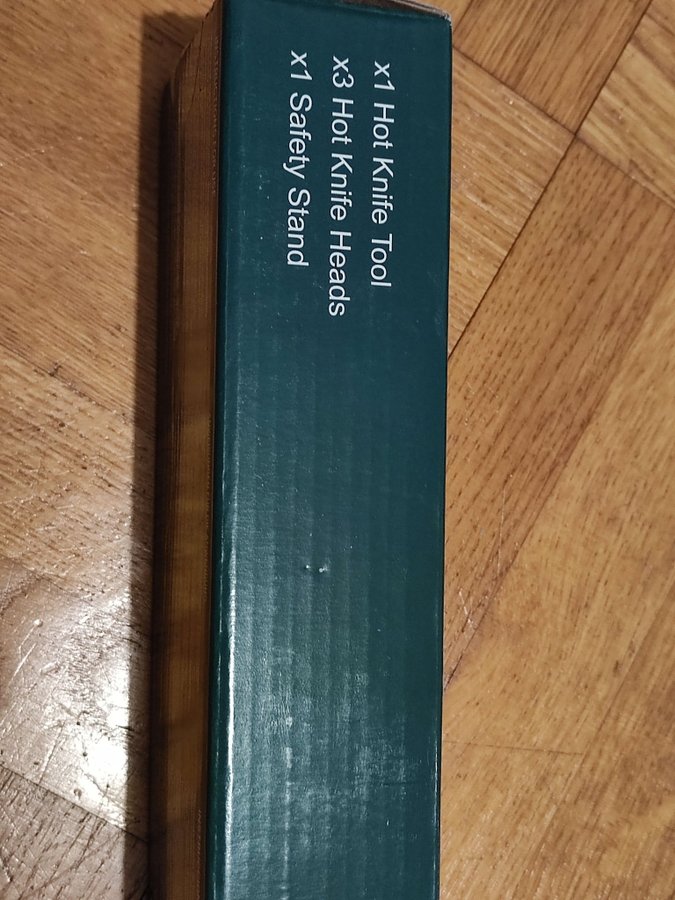 x1 Hot Knife Tool
x3 Hot Knife Heads
x1 Safety Stand